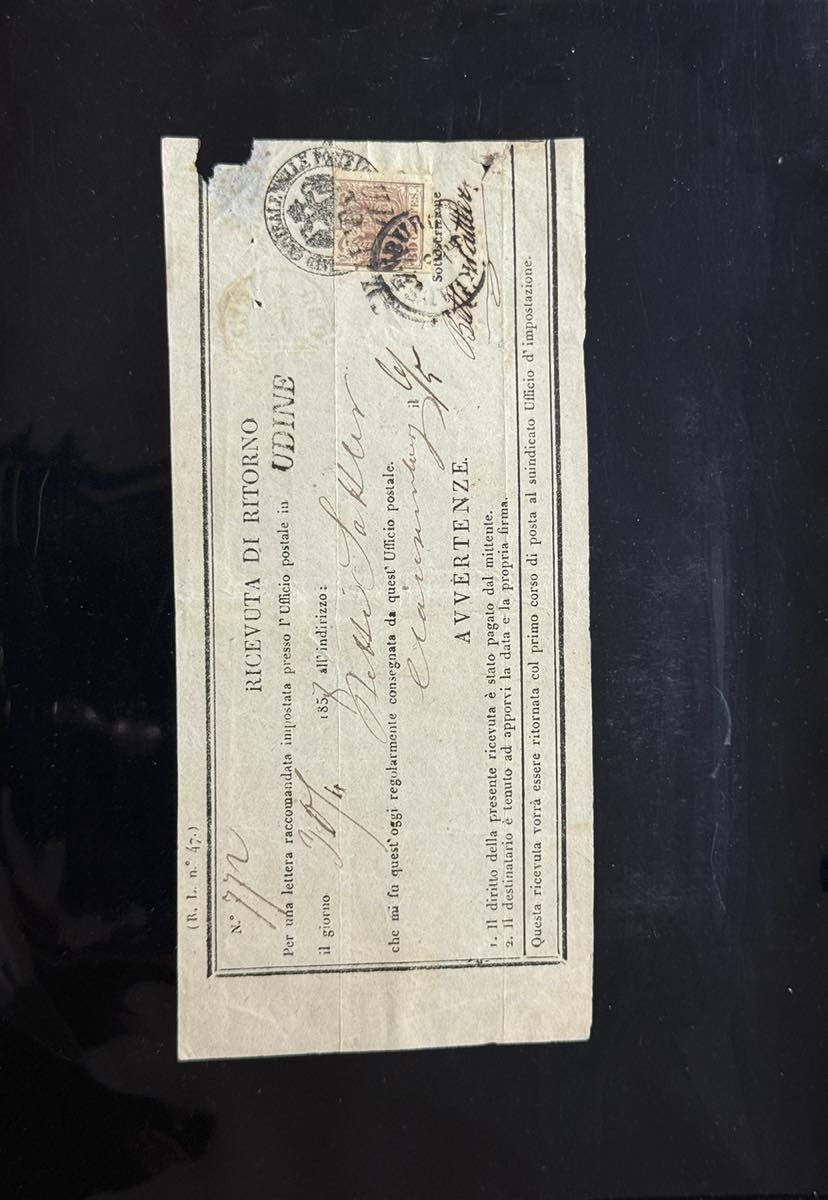 (R. L. n.° 47.)
N.° 772
RICEVUTA DI RITORNO
Per una lettera raccomandata impostata presso l'Ufficio postale in UDINE
il giorno 30/4 1857 all'indirizzo:
che mi fu quest'oggi regolarmente consegnata da quest'Ufficio postale.
il
Sottoscrizione
AVVERTENZE.
1. Il diritto della presente ricevuta è stato pagato dal mittente.
2. Il destinatario è tenuto ad apporvi la data e la propria firma.
Questa ricevuta vorrà essere ritornata col primo corso di posta al suindicato Ufficio d'impostazione.